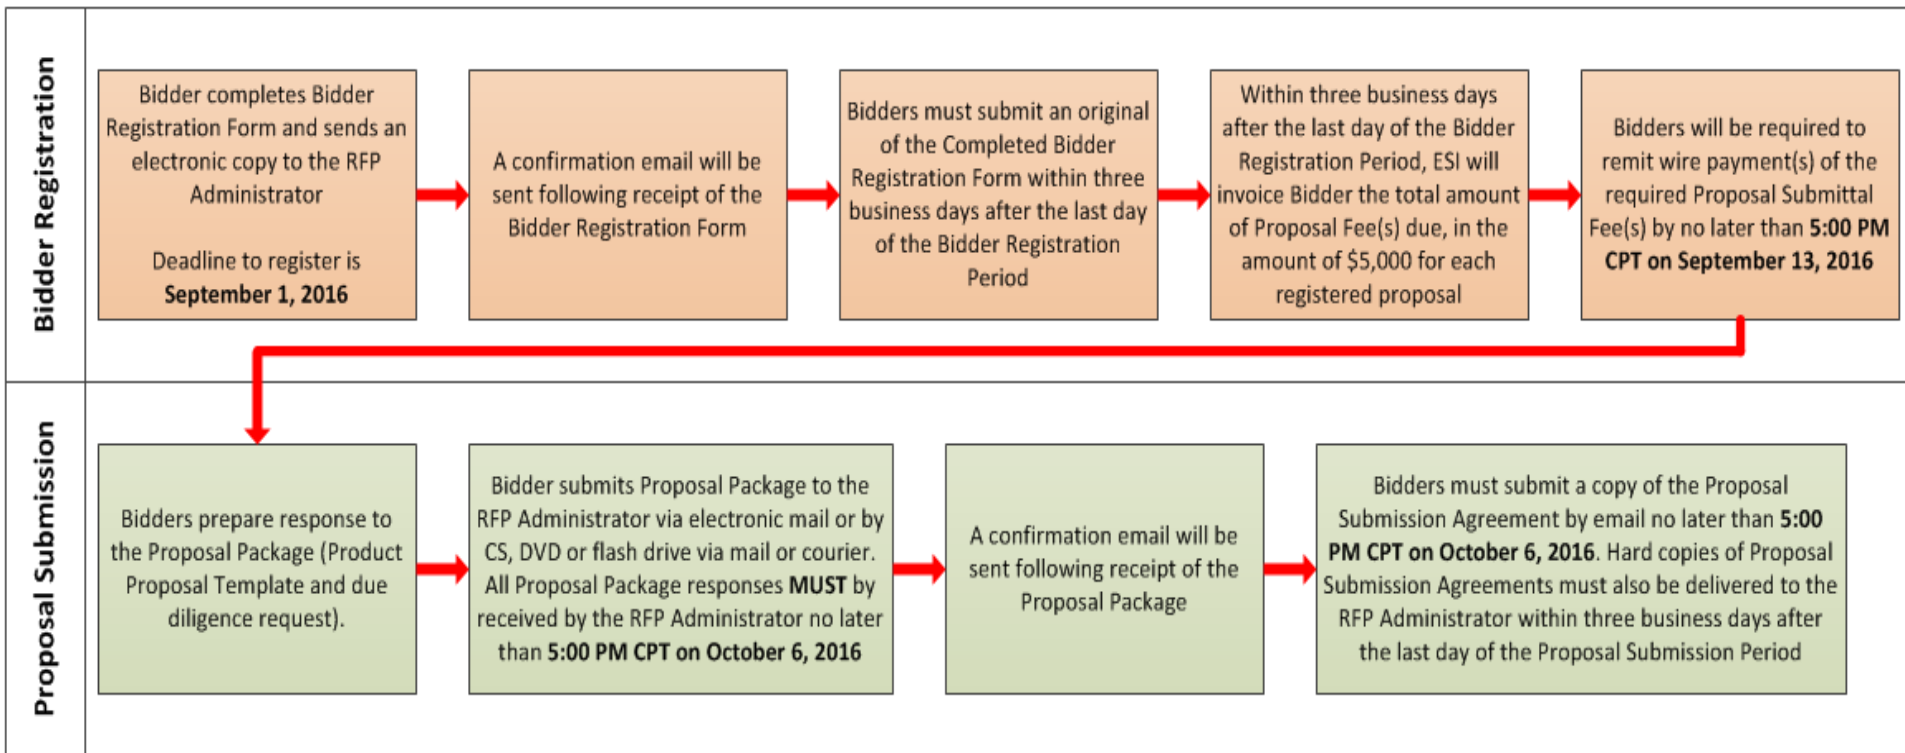 Bidder Registration
Bidder completes Bidder
Registration Form and sends an
electronic copy to the RFP
Administrator
Deadline to register is
September 1, 2016
A confirmation email will be
sent following receipt of the
Bidder Registration Form
Bidders must submit an original
of the Completed Bidder
Registration Form within three
business days after the last day
of the Bidder Registration
Period
Within three business days
after the last day of the Bidder
Registration Period, ESI will
invoice Bidder the total amount
of Proposal Fee(s) due, in the
amount of $5,000 for each
registered proposal
Bidders will be required to
remit wire payment(s) of the
required Proposal Submittal
Fee(s) by no later than 5:00 PM
CPT on September 13, 2016
Proposal Submission
Bidders prepare response to
the Proposal Package (Product
Proposal Template and due
diligence request).
Bidder submits Proposal Package to the
RFP Administrator via electronic mail or by
CS, DVD or flash drive via mail or courier.
All Proposal Package responses MUST by
received by the RFP Administrator no later
than 5:00 PM CPT on October 6, 2016
A confirmation email will be
sent following receipt of the
Proposal Package
Bidders must submit a copy of the Proposal
Submission Agreement by email no later than 5:00
PM CPT on October 6, 2016. Hard copies of Proposal
Submission Agreements must also be delivered to the
RFP Administrator within three business days after
the last day of the Proposal Submission Period